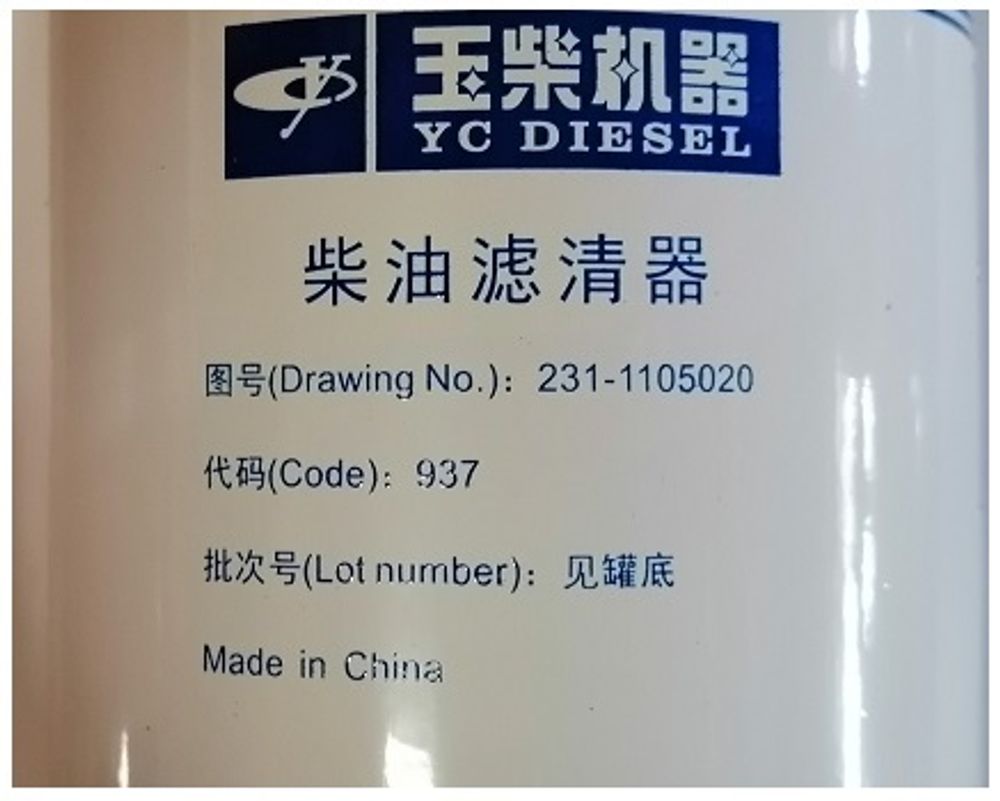 玉柴机器
YC DIESEL
柴油滤清器
图号(Drawing No.)：231-1105020
代码(Code)：937
批次号(Lot number)：见罐底
Made in China